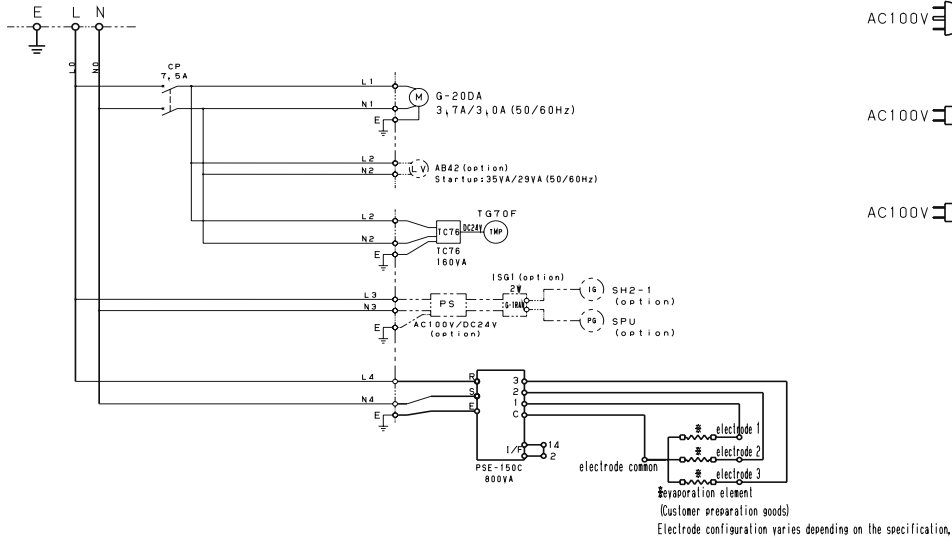 E L N
AC100V
L0
N0
CP
7,5A
L1
N1
E
M
G-20DA
3,7A/3,0A (50/60Hz)
AC100V
L2
N2
LV
AB42 (option)
Startup:35VA/29VA (50/60Hz)
AC100V
L2
N2
E
TC76
DC24V
TMP
TG70F
TC76
160VA
L3
N3
E
PS
AC100V/DC24V
(option)
ISG1 (option)
2W
G-TRAN
IG
SH2-1
(option)
PG
SPU
(option)
L4
N4
E
R
S
E
3
2
1
C
I/F
14
2
PSE-150C
800VA
electrode common
※ electrode 1
※ electrode 2
※ electrode 3
※evaporation element
(Customer preparation goods)
Electrode configuration varies depending on the specification,